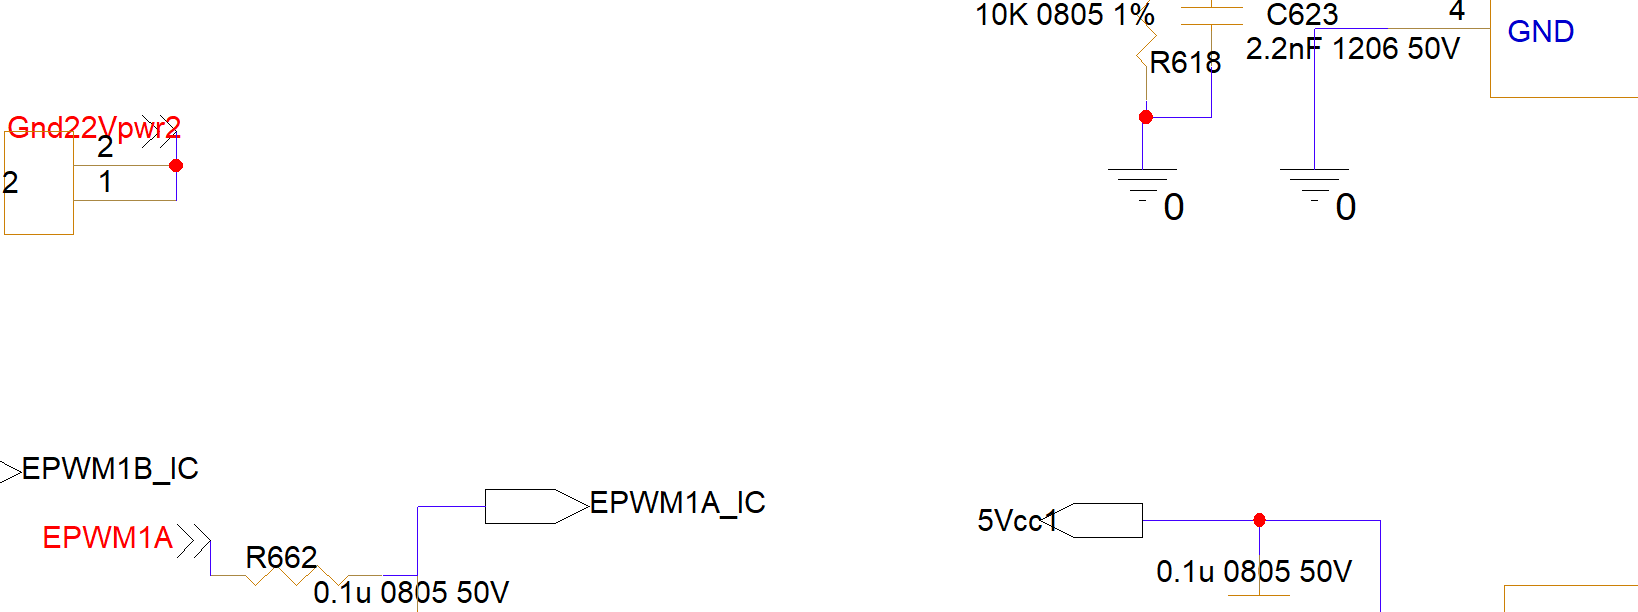 10K 0805 1%
C623
4
GND
2.2nF 1206 50V
R618
Gnd22Vpwr2
2
2
1
0
0
EPWM1B_IC
EPWM1A_IC
5Vcc1
EPWM1A
R662
0.1u 0805 50V
0.1u 0805 50V